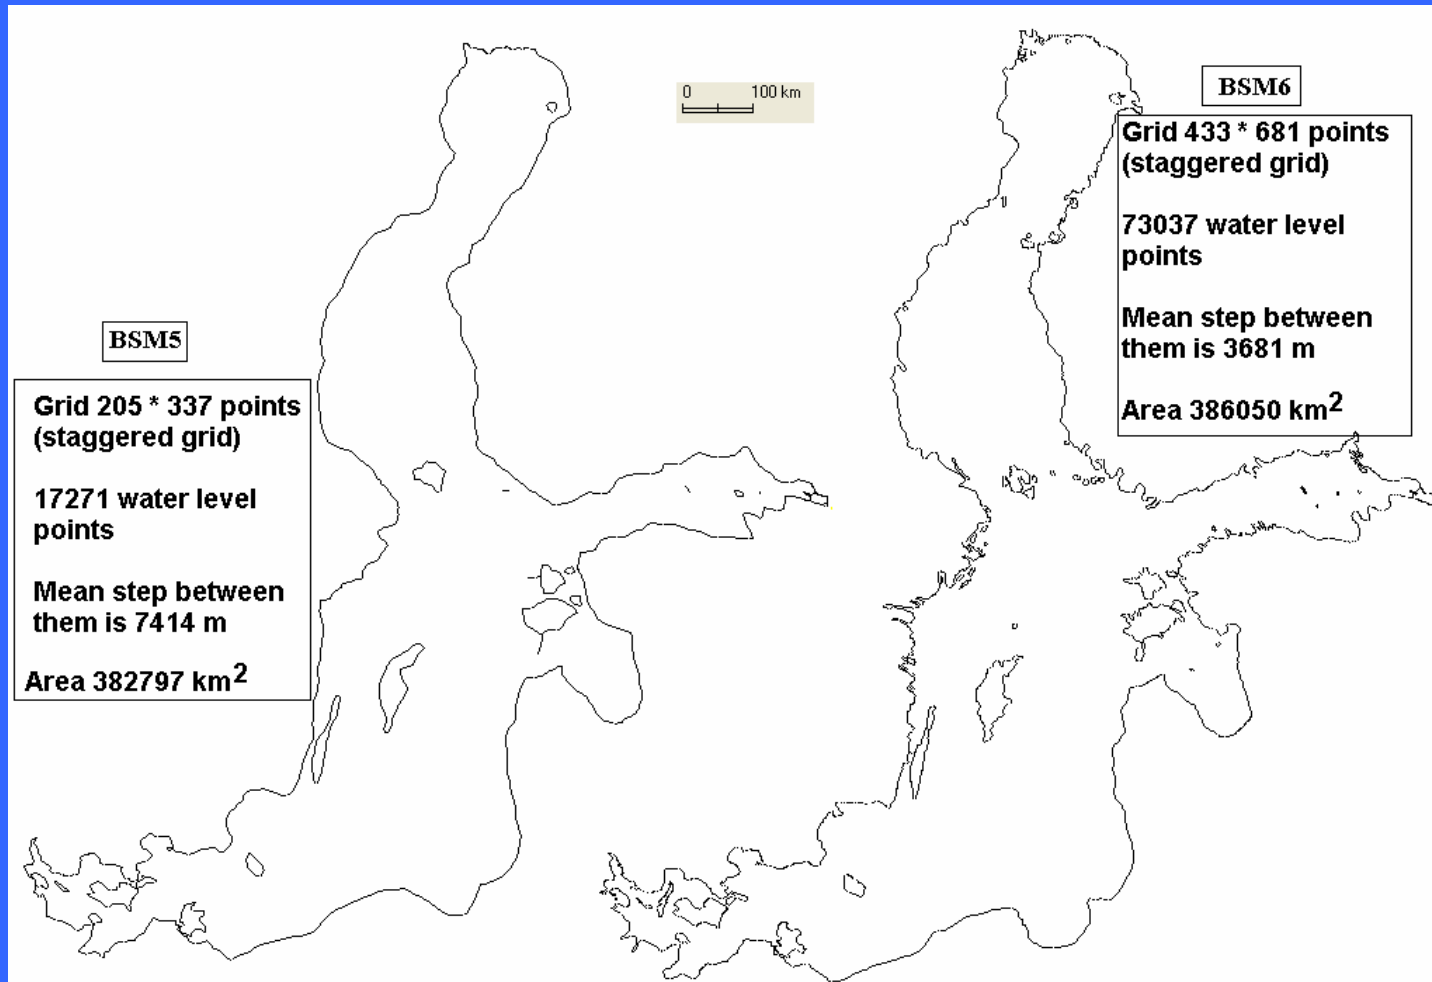 0 100 km
BSM5
Grid 205 * 337 points
(staggered grid)
17271 water level
points
Mean step between
them is 7414 m
Area 382797 km2
BSM6
Grid 433 * 681 points
(staggered grid)
73037 water level
points
Mean step between
them is 3681 m
Area 386050 km2